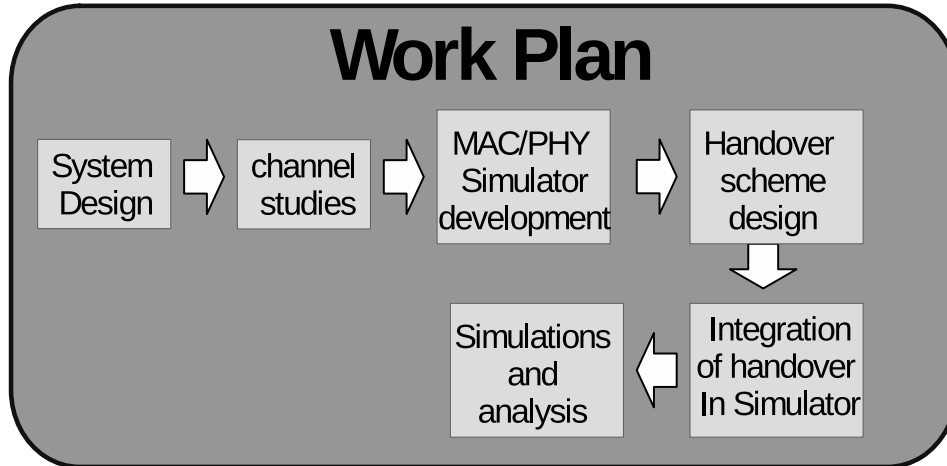 Work Plan
System
Design
channel
studies
MAC/PHY
Simulator
development
Handover
scheme
design
Integration
of handover
In Simulator
Simulations
and
analysis